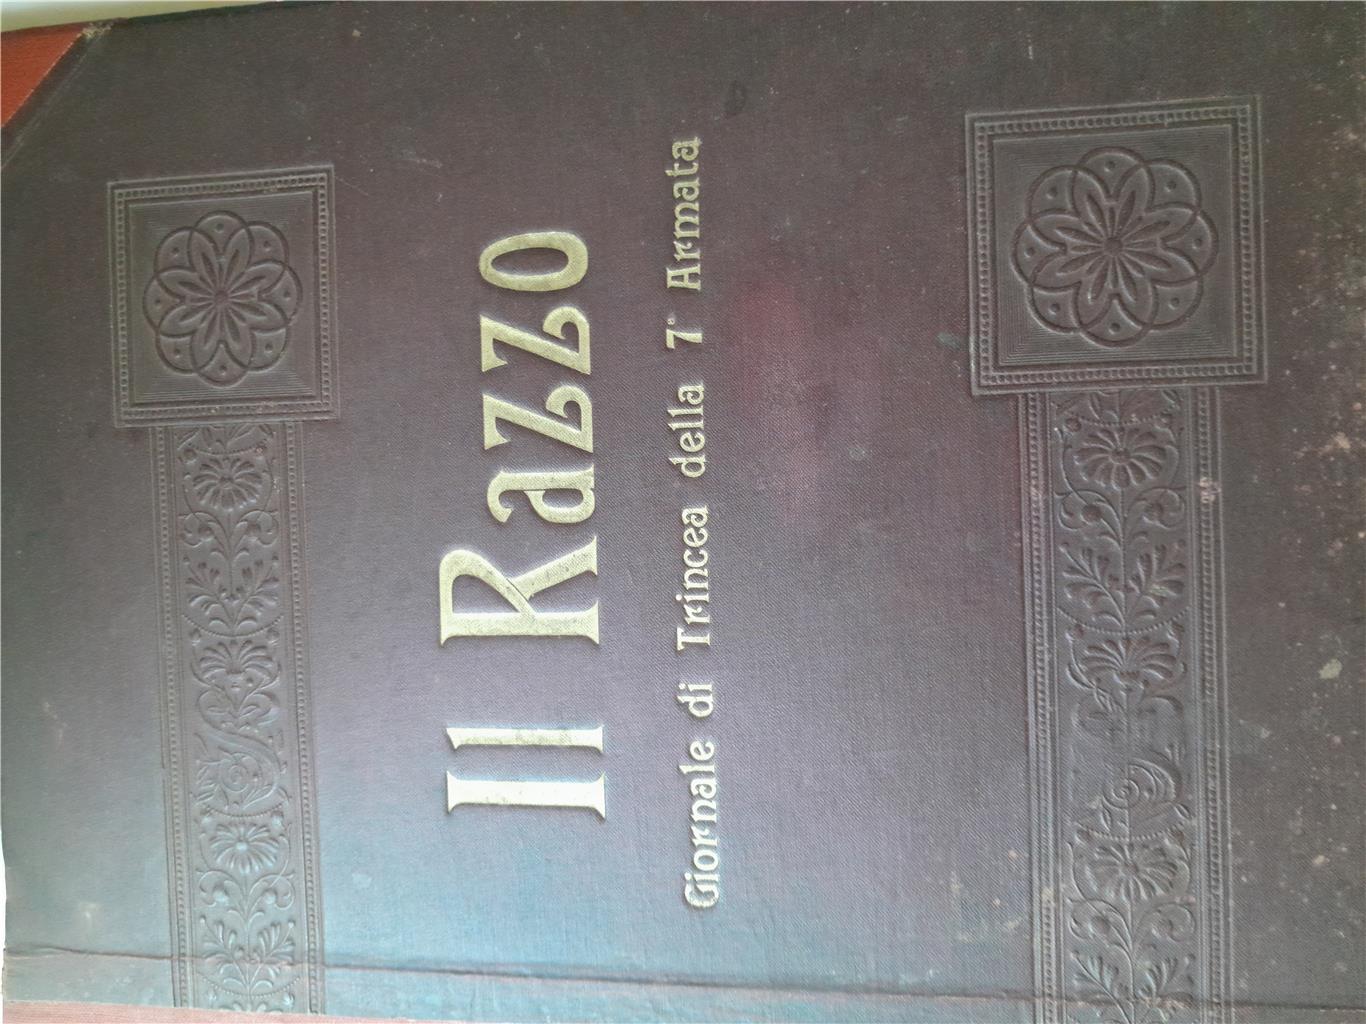 Il Razzo
Giornale di Trincea della 7ª Armata